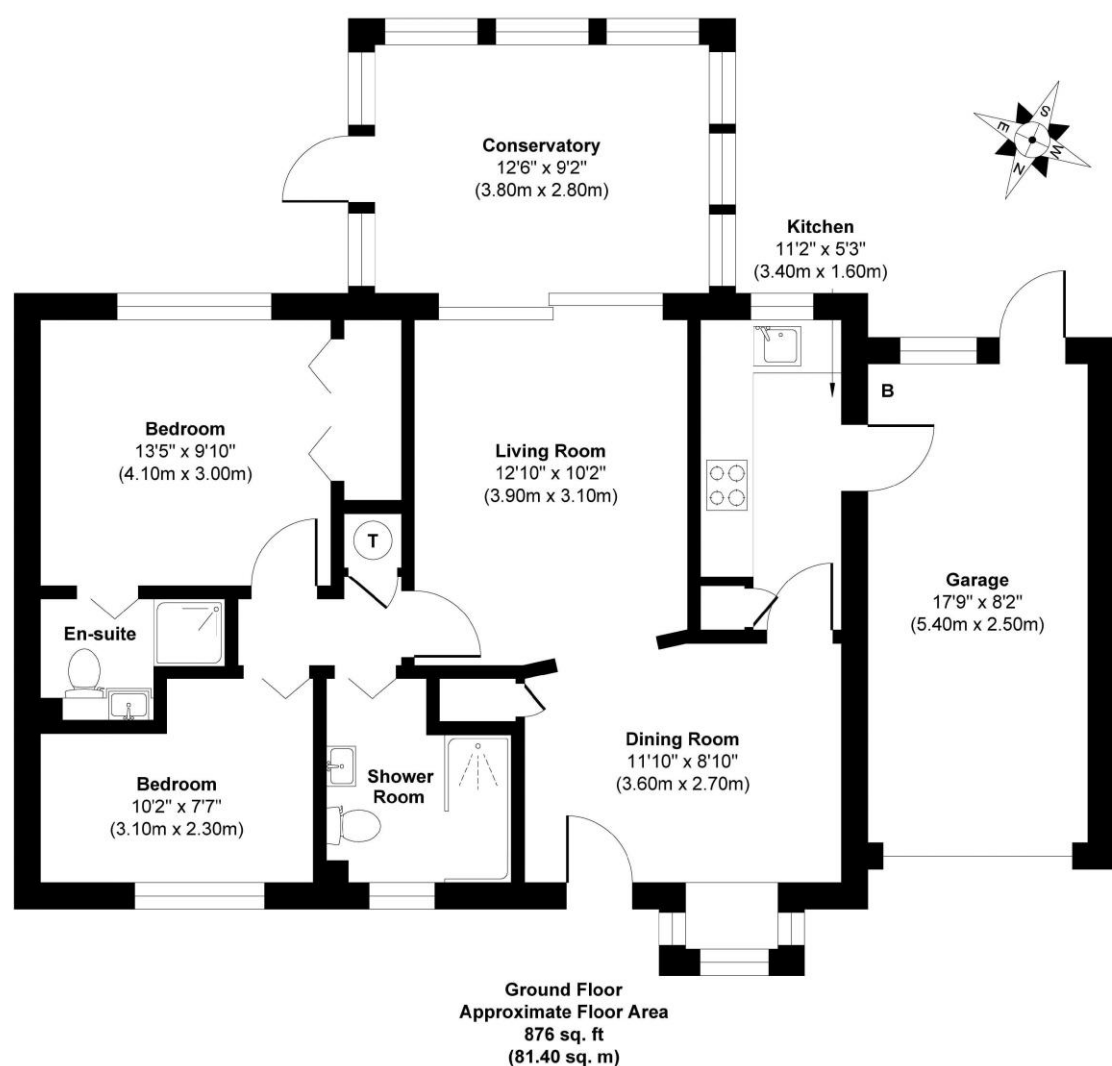 Conservatory
12'6" x 9'2"
(3.80m x 2.80m)
S
E
W
N
Kitchen
11'2" x 5'3"
(3.40m x 1.60m)
B
Bedroom
13'5" x 9'10"
(4.10m x 3.00m)
Living Room
12'10" x 10'2"
(3.90m x 3.10m)
T
Garage
17'9" x 8'2"
(5.40m x 2.50m)
En-suite
Dining Room
11'10" x 8'10"
(3.60m x 2.70m)
Bedroom
10'2" x 7'7"
(3.10m x 2.30m)
Shower
Room
Ground Floor
Approximate Floor Area
876 sq. ft
(81.40 sq. m)